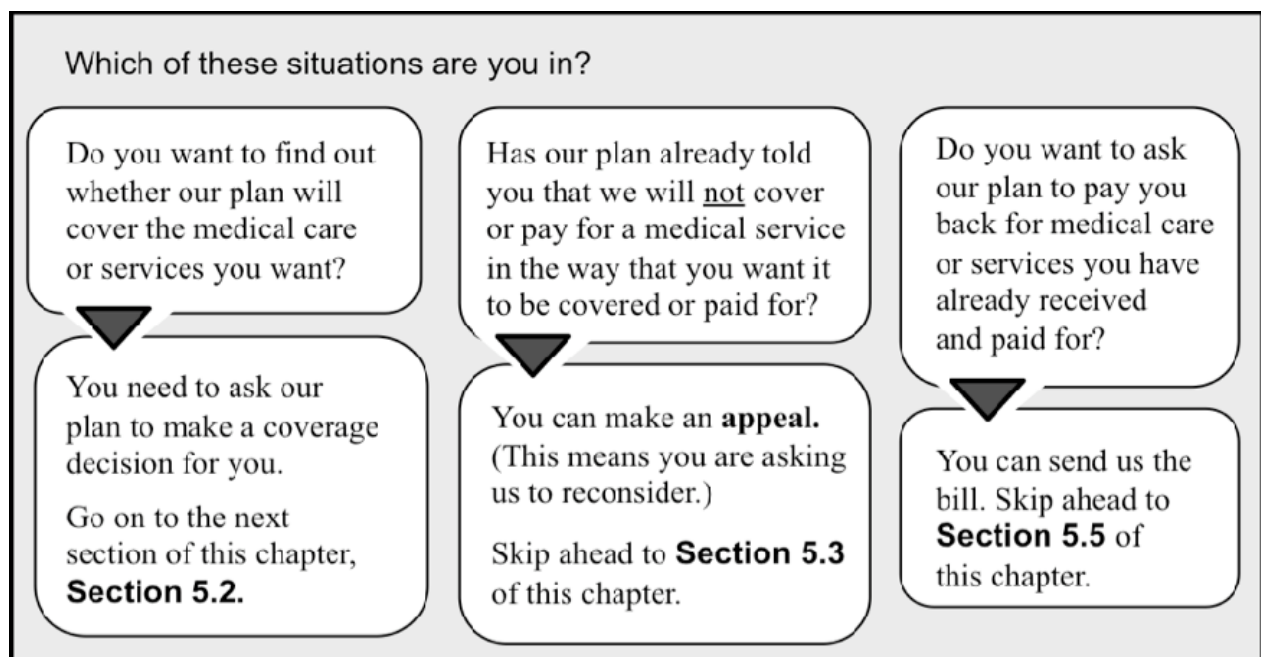 Which of these situations are you in?
Do you want to find out
whether our plan will
cover the medical care
or services you want?
You need to ask our
plan to make a coverage
decision for you.
Go on to the next
section of this chapter,
Section 5.2.
Has our plan already told
you that we will not cover
or pay for a medical service
in the way that you want it
to be covered or paid for?
You can make an appeal.
(This means you are asking
us to reconsider.)
Skip ahead to Section 5.3
of this chapter.
Do you want to ask
our plan to pay you
back for medical care
or services you have
already received
and paid for?
You can send us the
bill. Skip ahead to
Section 5.5 of
this chapter.